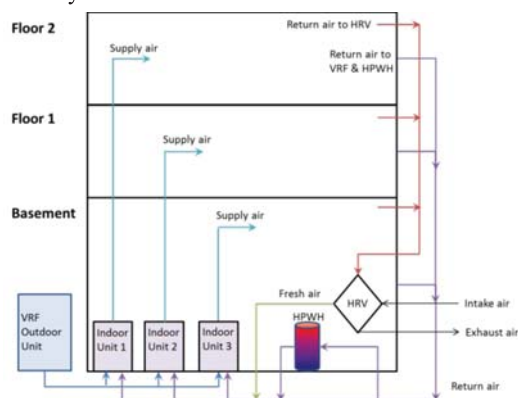 Floor 2
Return air to HRV
Supply air
Return air to
VRF & HPWH
Floor 1
Supply air
Basement
Supply air
Fresh air
HRV
Intake air
VRF
Outdoor
Unit
Indoor
Unit 1
Indoor
Unit 2
Indoor
Unit 3
HPWH
Exhaust air
Return air